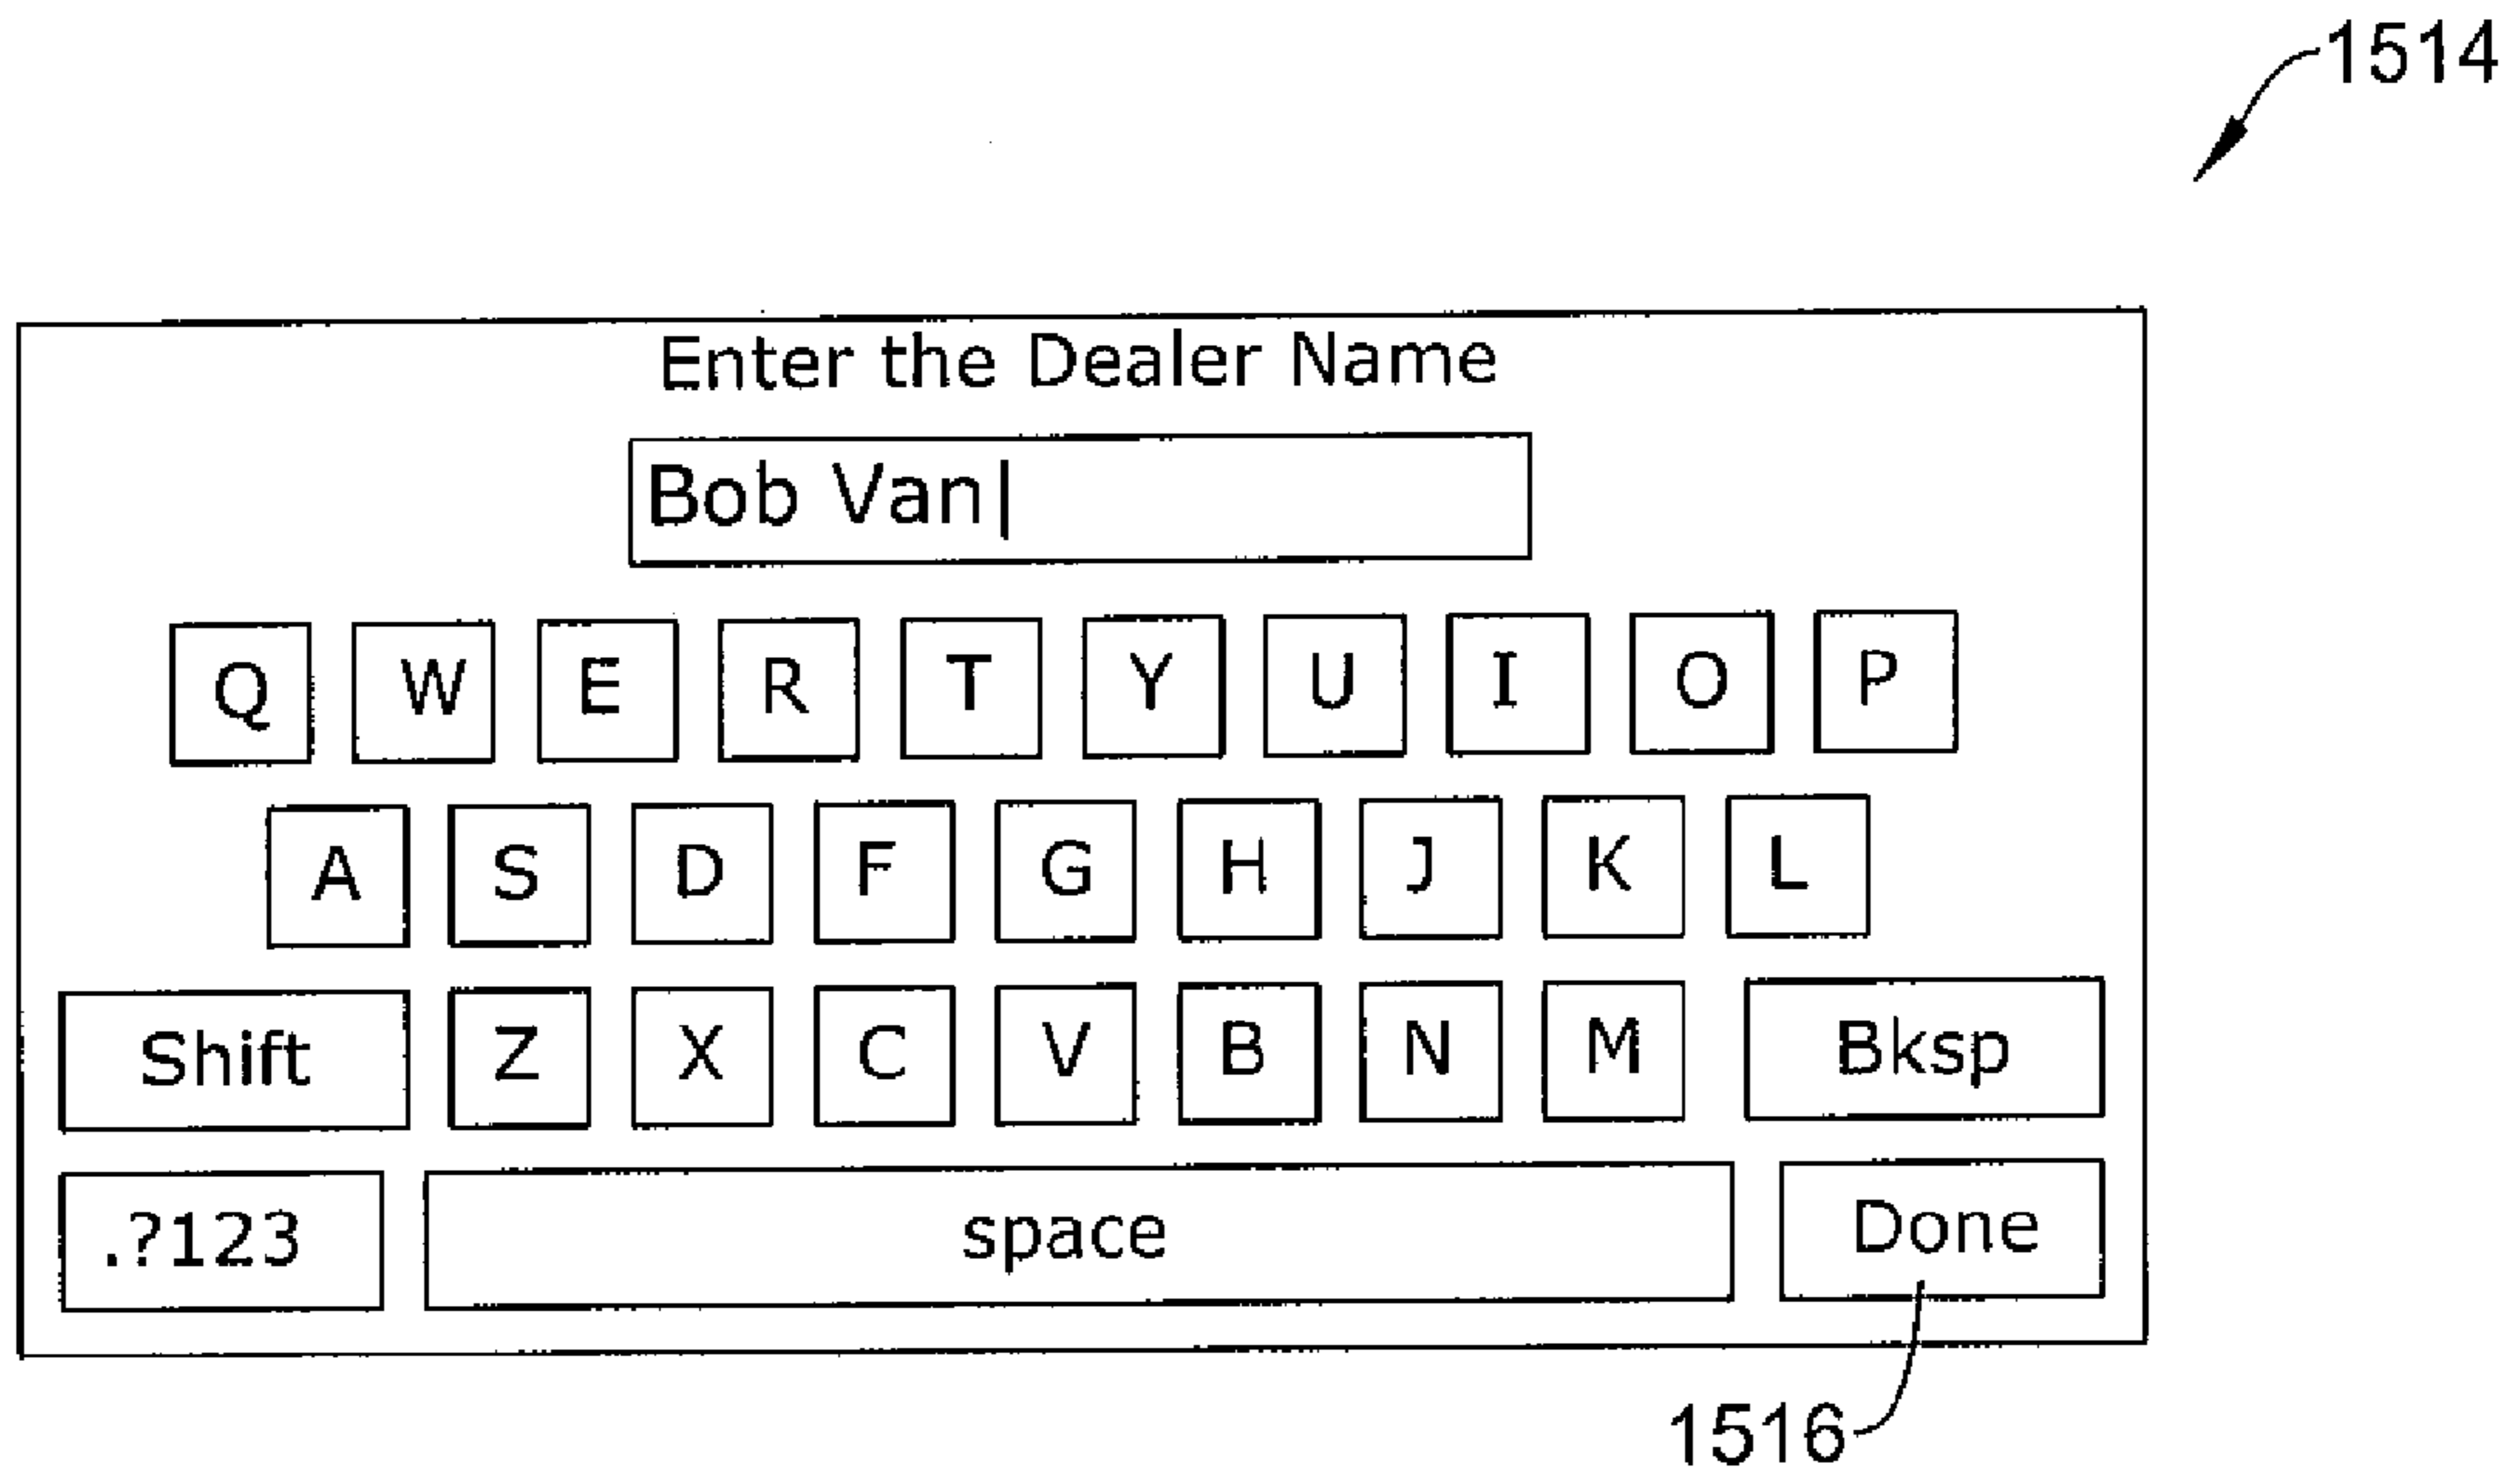 1514
Enter the Dealer Name
Bob Van|
Q W E R T Y U I O P
A S D F G H J K L
Shift Z X C V B N M Bksp
.?123 space Done
1516